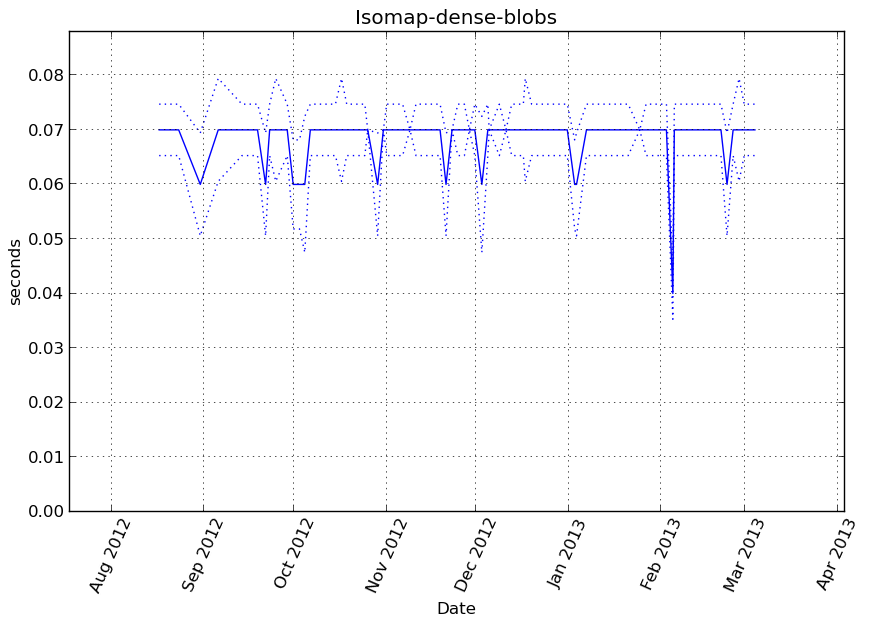 Isomap-dense-blobs
0.08
0.07
0.06
0.05
0.04
0.03
0.02
0.01
0.00
seconds
Aug 2012
Sep 2012
Oct 2012
Nov 2012
Dec 2012
Jan 2013
Feb 2013
Mar 2013
Apr 2013
Date